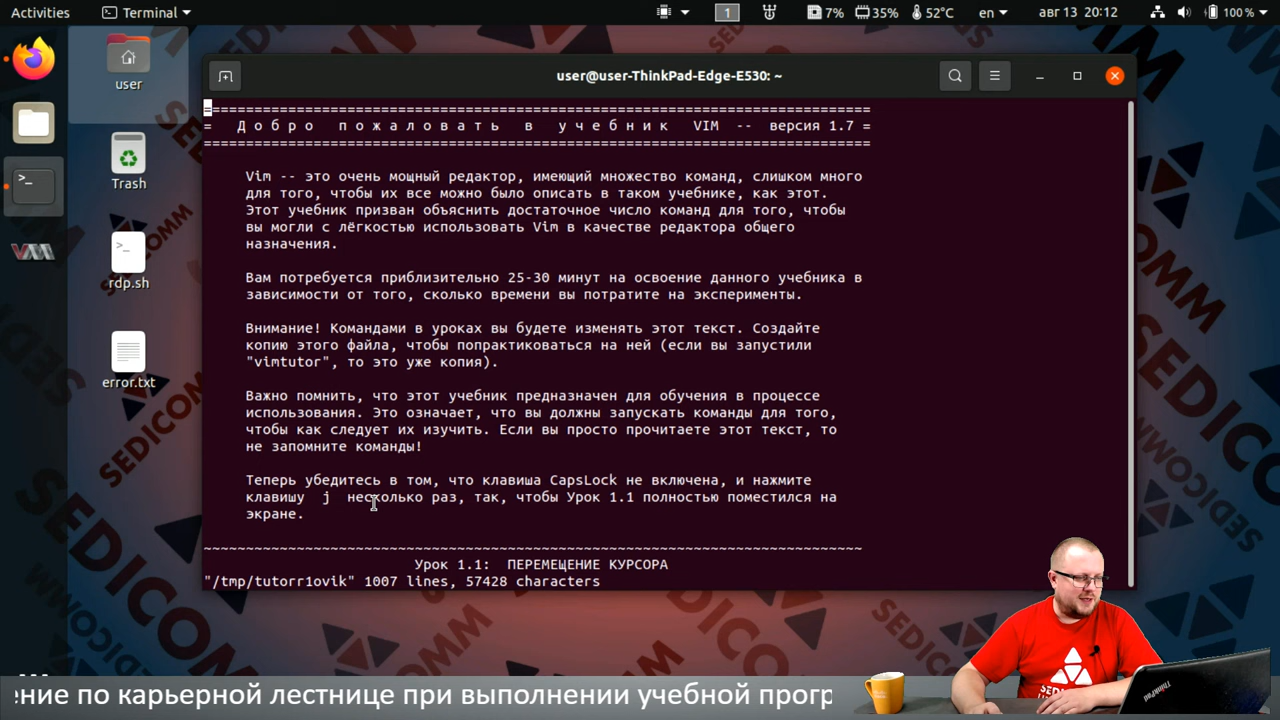 Activities
Terminal
1
7%
35%
52°C
en
авг 13 20:12
100 %
user
Trash
rdp.sh
error.txt
user@user-ThinkPad-Edge-E530: ~
===============================================================================
= Д о б р о п о ж а л о в а т ь в у ч е б н и к VIM -- версия 1.7 =
===============================================================================
Vim -- это очень мощный редактор, имеющий множество команд, слишком много
для того, чтобы их все можно было описать в таком учебнике, как этот.
Этот учебник призван объяснить достаточное число команд для того, чтобы
вы могли с лёгкостью использовать Vim в качестве редактора общего
назначения.
Вам потребуется приблизительно 25-30 минут на освоение данного учебника в
зависимости от того, сколько времени вы потратите на эксперименты.
Внимание! Командами в уроках вы будете изменять этот текст. Создайте
копию этого файла, чтобы попрактиковаться на ней (если вы запустили
"vimtutor", то это уже копия).
Важно помнить, что этот учебник предназначен для обучения в процессе
использования. Это означает, что вы должны запускать команды для того,
чтобы как следует их изучить. Если вы просто прочитаете этот текст, то
не запомните команды!
Теперь убедитесь в том, что клавиша CapsLock не включена, и нажмите
клавишу j несколько раз, так, чтобы Урок 1.1 полностью поместился на
экране.
~~~~~~~~~~~~~~~~~~~~~~~~~~~~~~~~~~~~~~~~~~~~~~~~~~~~~~~~~~~~~~~~~~~~~~~~~~~~~~
Урок 1.1: ПЕРЕМЕЩЕНИЕ КУРСОРА
"/tmp/tutorr1ovik" 1007 lines, 57428 characters
ение по карьерной лестнице при выполнении учебной прогр
SEDICOMM
ThinkPad